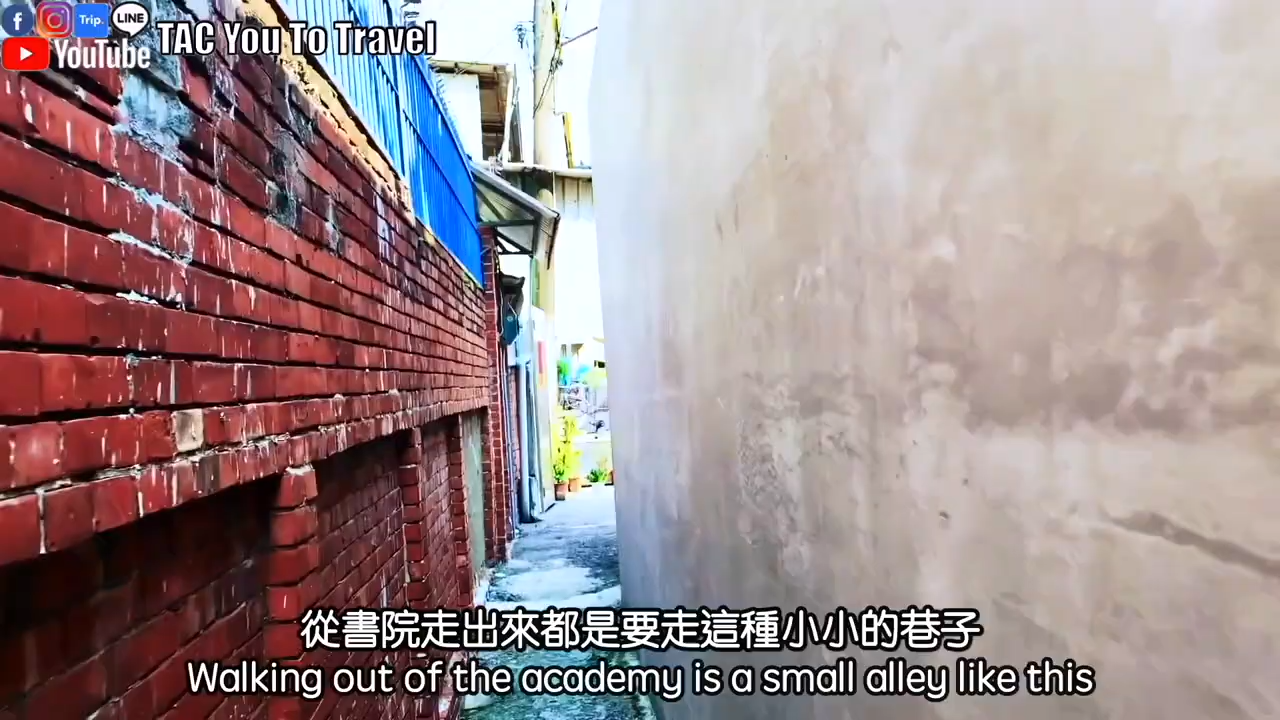 f Trip. LINE
TAC You To Travel
YouTube
從書院走出來都是要走這種小小的巷子
Walking out of the academy is a small alley like this